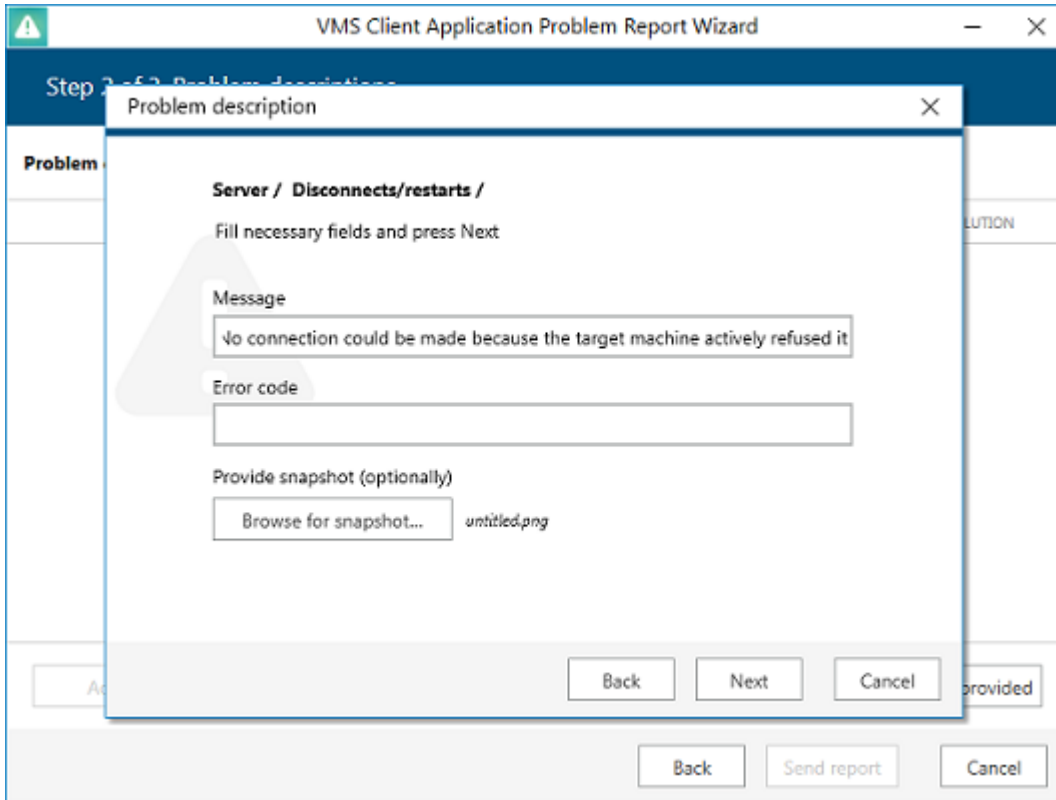 VMS Client Application Problem Report Wizard
Step
Problem description
Problem
Server / Disconnects/restarts /
LUTION
Fill necessary fields and press Next
Message
No connection could be made because the target machine actively refused it
Error code
Provide snapshot (optionally)
Browse for snapshot... untitled.png
Back Next Cancel
provided
Back Send report Cancel